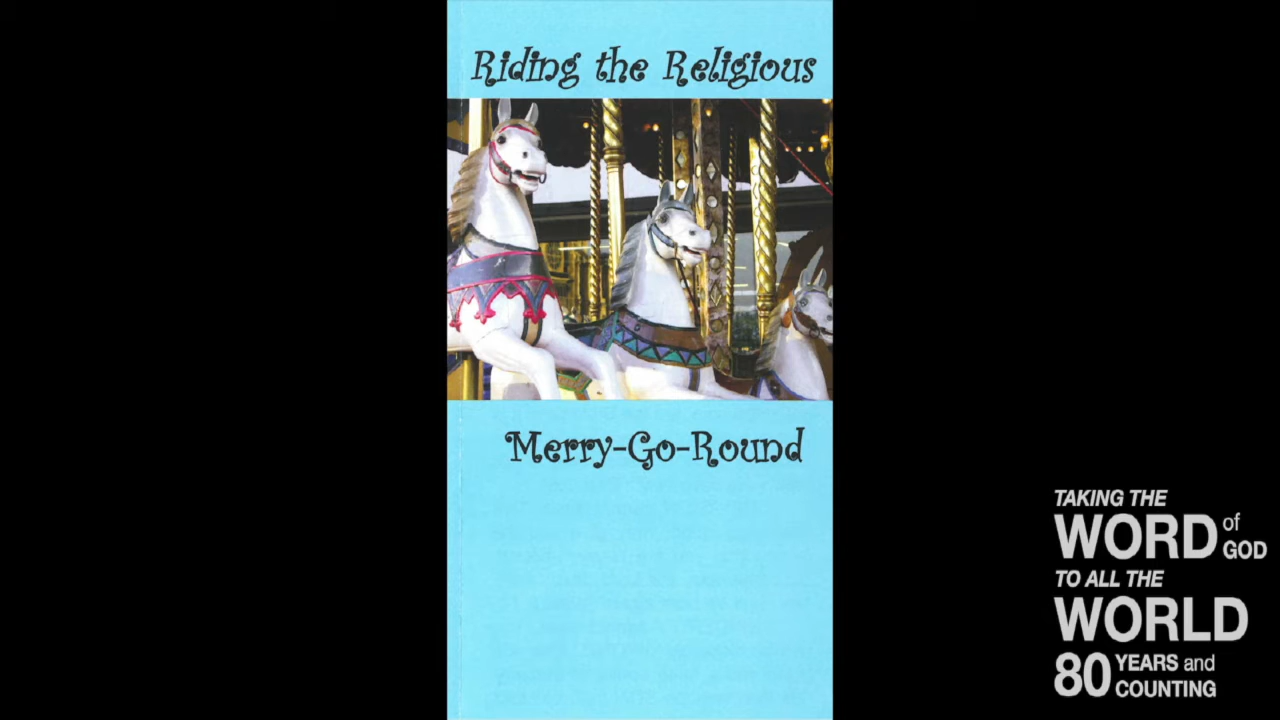 Riding the Religious
Merry-Go-Round
TAKING THE
WORD of GOD
TO ALL THE
WORLD
80 YEARS and
COUNTING